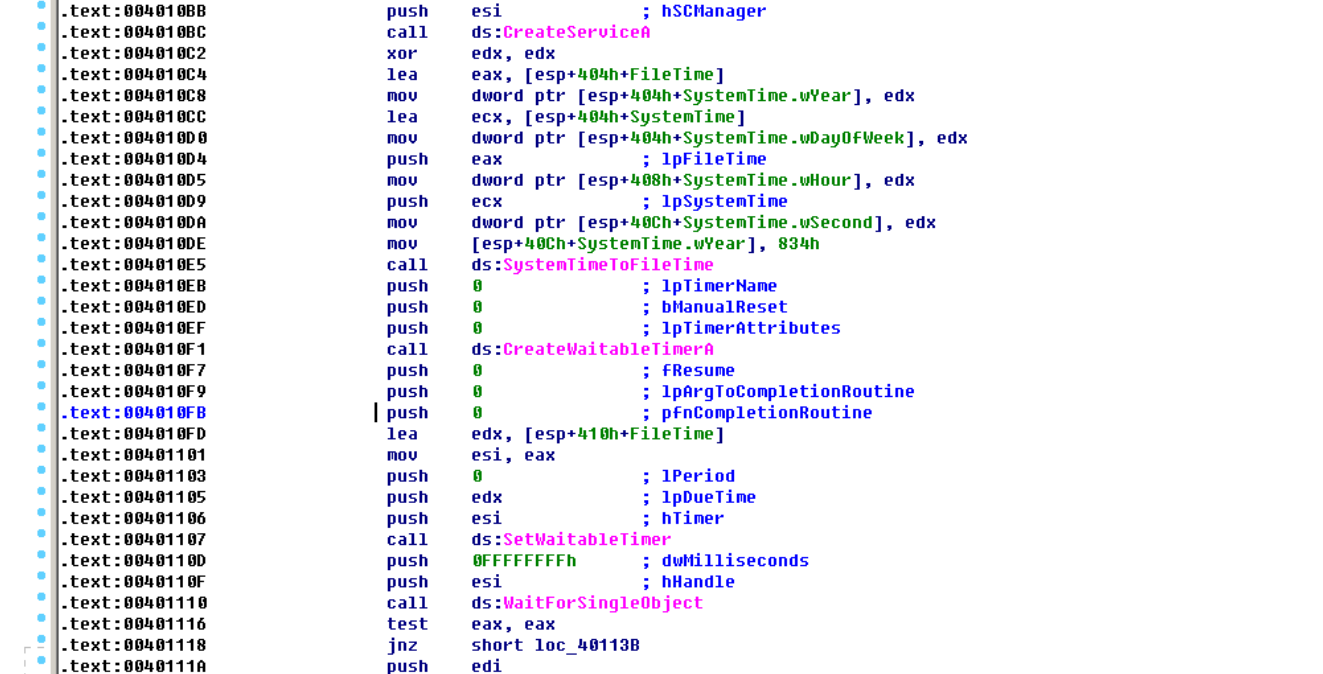 .text:004010BB push esi ; hSCManager
.text:004010BC call ds:CreateServiceA
.text:004010C2 xor edx, edx
.text:004010C4 lea eax, [esp+404h+FileTime]
.text:004010C8 mov dword ptr [esp+404h+SystemTime.wYear], edx
.text:004010CC lea ecx, [esp+404h+SystemTime]
.text:004010D0 mov dword ptr [esp+404h+SystemTime.wDayOfWeek], edx
.text:004010D4 push eax ; lpFileTime
.text:004010D5 mov dword ptr [esp+408h+SystemTime.wHour], edx
.text:004010D9 push ecx ; lpSystemTime
.text:004010DA mov dword ptr [esp+40Ch+SystemTime.wSecond], edx
.text:004010DE mov [esp+40Ch+SystemTime.wYear], 834h
.text:004010E5 call ds:SystemTimeToFileTime
.text:004010EB push 0 ; lpTimerName
.text:004010ED push 0 ; bManualReset
.text:004010EF push 0 ; lpTimerAttributes
.text:004010F1 call ds:CreateWaitableTimerA
.text:004010F7 push 0 ; fResume
.text:004010F9 push 0 ; lpArgToCompletionRoutine
.text:004010FB push 0 ; pfnCompletionRoutine
.text:004010FD lea edx, [esp+410h+FileTime]
.text:00401101 mov esi, eax
.text:00401103 push 0 ; lPeriod
.text:00401105 push edx ; lpDueTime
.text:00401106 push esi ; hTimer
.text:00401107 call ds:SetWaitableTimer
.text:0040110D push 0FFFFFFFFh ; dwMilliseconds
.text:0040110F push esi ; hHandle
.text:00401110 call ds:WaitForSingleObject
.text:00401116 test eax, eax
.text:00401118 jnz short loc_40113B
.text:0040111A push edi